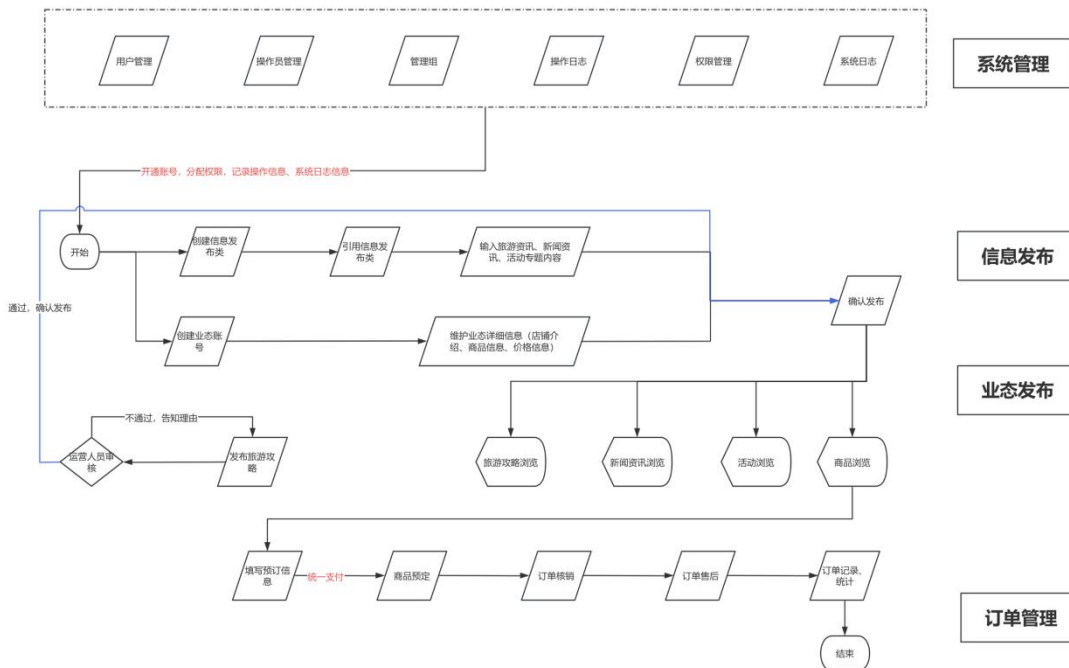 用户管理
操作员管理
管理组
操作日志
权限管理
系统日志
系统管理
开通账号，分配权限，记录操作信息、系统日志信息
开始
创建信息发
布类
引用信息发
布类
输入旅游资讯、新闻资
讯、活动专题内容
信息发布
确认发布
通过，确认发布
创建业态账
号
维护业态详细信息（店铺介
绍、商品信息、价格信息）
业态发布
不通过，告知理由
运营人员审
核
发布旅游攻
略
旅游攻略浏览
新闻资讯浏览
活动浏览
商品浏览
填写预订信
息
统一支付
商品预定
订单核销
订单售后
订单记录、
统计
订单管理
结束